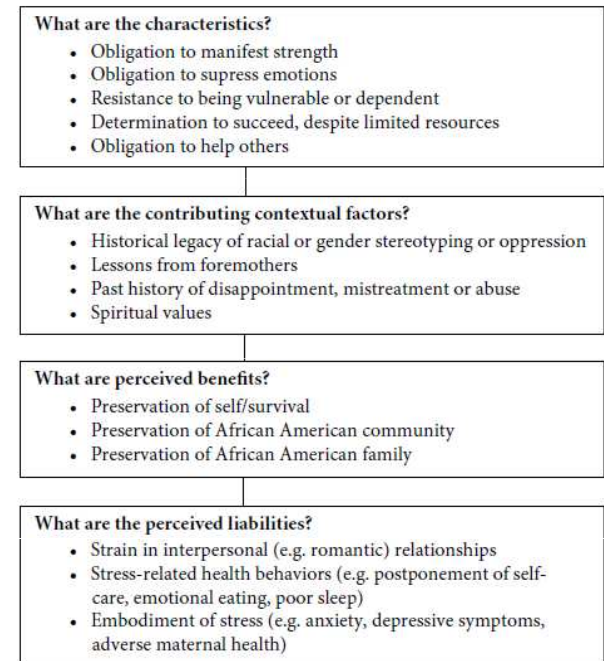 What are the characteristics?
• Obligation to manifest strength
• Obligation to supress emotions
• Resistance to being vulnerable or dependent
• Determination to succeed, despite limited resources
• Obligation to help others
What are the contributing contextual factors?
• Historical legacy of racial or gender stereotyping or oppression
• Lessons from foremothers
• Past history of disappointment, mistreatment or abuse
• Spiritual values
What are perceived benefits?
• Preservation of self/survival
• Preservation of African American community
• Preservation of African American family
What are the perceived liabilities?
• Strain in interpersonal (e.g. romantic) relationships
• Stress-related health behaviors (e.g. postponement of self-
care, emotional eating, poor sleep)
• Embodiment of stress (e.g. anxiety, depressive symptoms,
adverse maternal health)